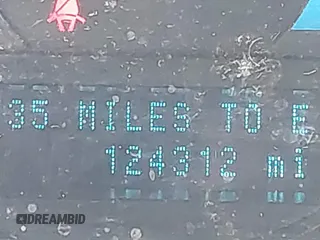 35 MILES TO E
124312 mi
DREAMBID